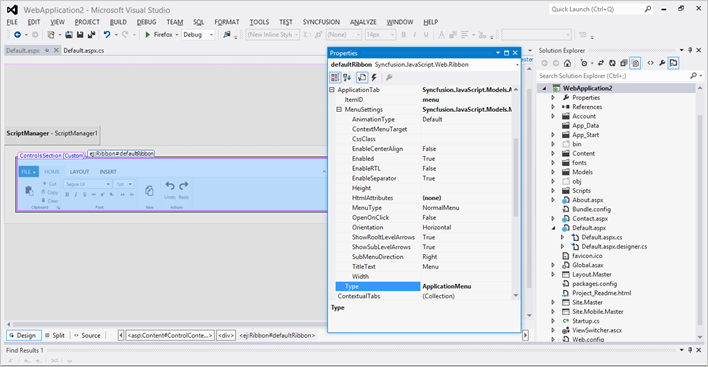 WebApplication2 - Microsoft Visual Studio
Quick Launch (Ctrl+Q)
FILE EDIT VIEW PROJECT BUILD DEBUG TEAM SQL FORMAT TABLE TOOLS TEST SYNCFUSION ANALYZE WINDOW HELP
Firefox Debug
(New Inline Style
14px
Default.aspx Default.aspx.cs
ScriptManager - ScriptManager1
ControlsSection (Custom)
ej:Ribbon#defaultRibbon
FILE HOME LAYOUT INSERT
Cut
Copy
Clear
Segoe UI
1pt
B I U
Undo Redo
Clipboard
Font
Properties
defaultRibbon Syncfusion.JavaScript.Web.Ribbon
ApplicationTab Syncfusion.JavaScript.Models.A
ItemID menu
MenuSettings Syncfusion.JavaScript.Models.M
AnimationType Default
ContextMenuTarget
CssClass
EnableCenterAlign False
Enabled True
EnableRTL False
EnableSeparator True
Height
HtmlAttributes (none)
MenuType NormalMenu
OpenOnClick False
Orientation Horizontal
ShowRooltLevelArrows True
ShowSubLevelArrows True
SubMenuDirection Right
TitleText Menu
Width
Type ApplicationMenu
ContextualTabs (Collection)
Type
Master
Solution Explorer
Search Solution Explorer (Ctrl+;)
WebApplication2
Properties
References
Account
App_Data
App_Start
bin
Content
fonts
Models
obj
Scripts
About.aspx
Bundle.config
Contact.aspx
Default.aspx
Default.aspx.cs
Default.aspx.designer.cs
favicon.ico
Global.asax
Layout.Master
packages.config
Project_Readme.html
Site.Master
Site.Mobile.Master
Startup.cs
ViewSwitcher.ascx
Web.config
Design Split Source
<asp:Content#ControlConte...> <div> <ej:Ribbon#defaultRibbon>
Find Results 1